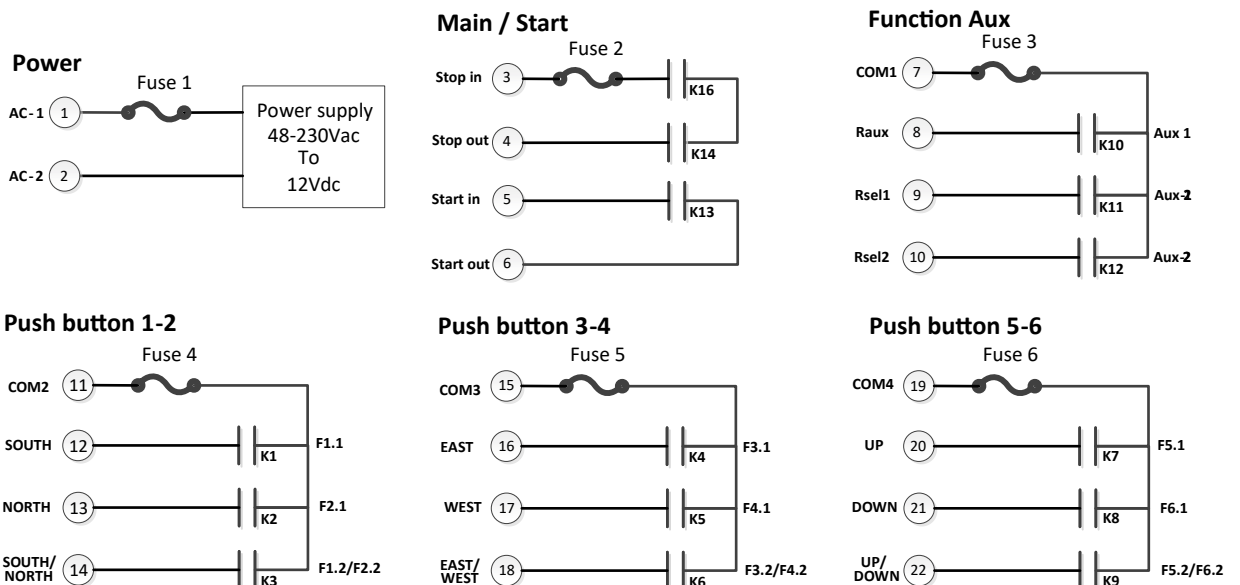 Power
Fuse 1
AC-1 1
AC-2 2
Power supply
48-230Vac
To
12Vdc
Main / Start
Fuse 2
Stop in 3
K16
Stop out 4
K14
Start in 5
K13
Start out 6
Function Aux
Fuse 3
COM1 7
Raux 8
K10
Aux 1
Rsel1 9
K11
Aux-2
Rsel2 10
K12
Aux-2
Push button 1-2
Fuse 4
COM2 11
SOUTH 12
K1
F1.1
NORTH 13
K2
F2.1
SOUTH/
NORTH 14
K3
F1.2/F2.2
Push button 3-4
Fuse 5
COM3 15
EAST 16
K4
F3.1
WEST 17
K5
F4.1
EAST/
WEST 18
K6
F3.2/F4.2
Push button 5-6
Fuse 6
COM4 19
UP 20
K7
F5.1
DOWN 21
K8
F6.1
UP/
DOWN 22
K9
F5.2/F6.2